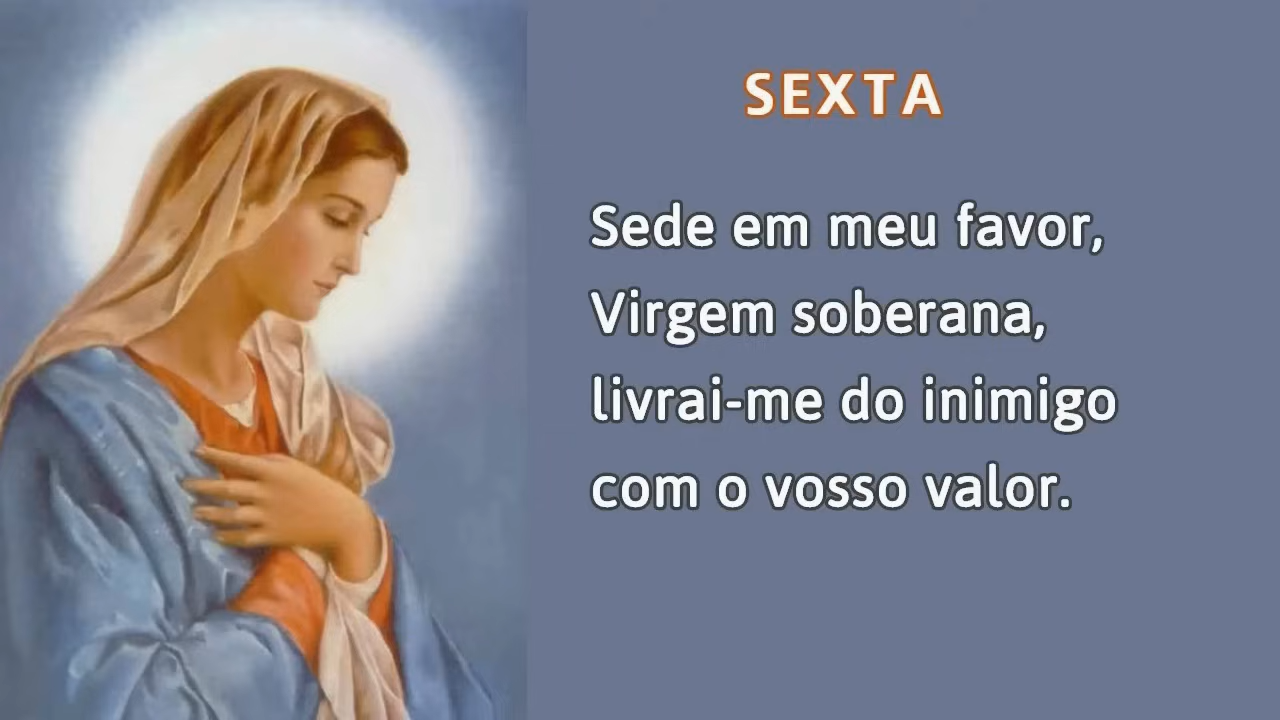 SEXTA
Sede em meu favor,
Virgem soberana,
livrai-me do inimigo
com o vosso valor.